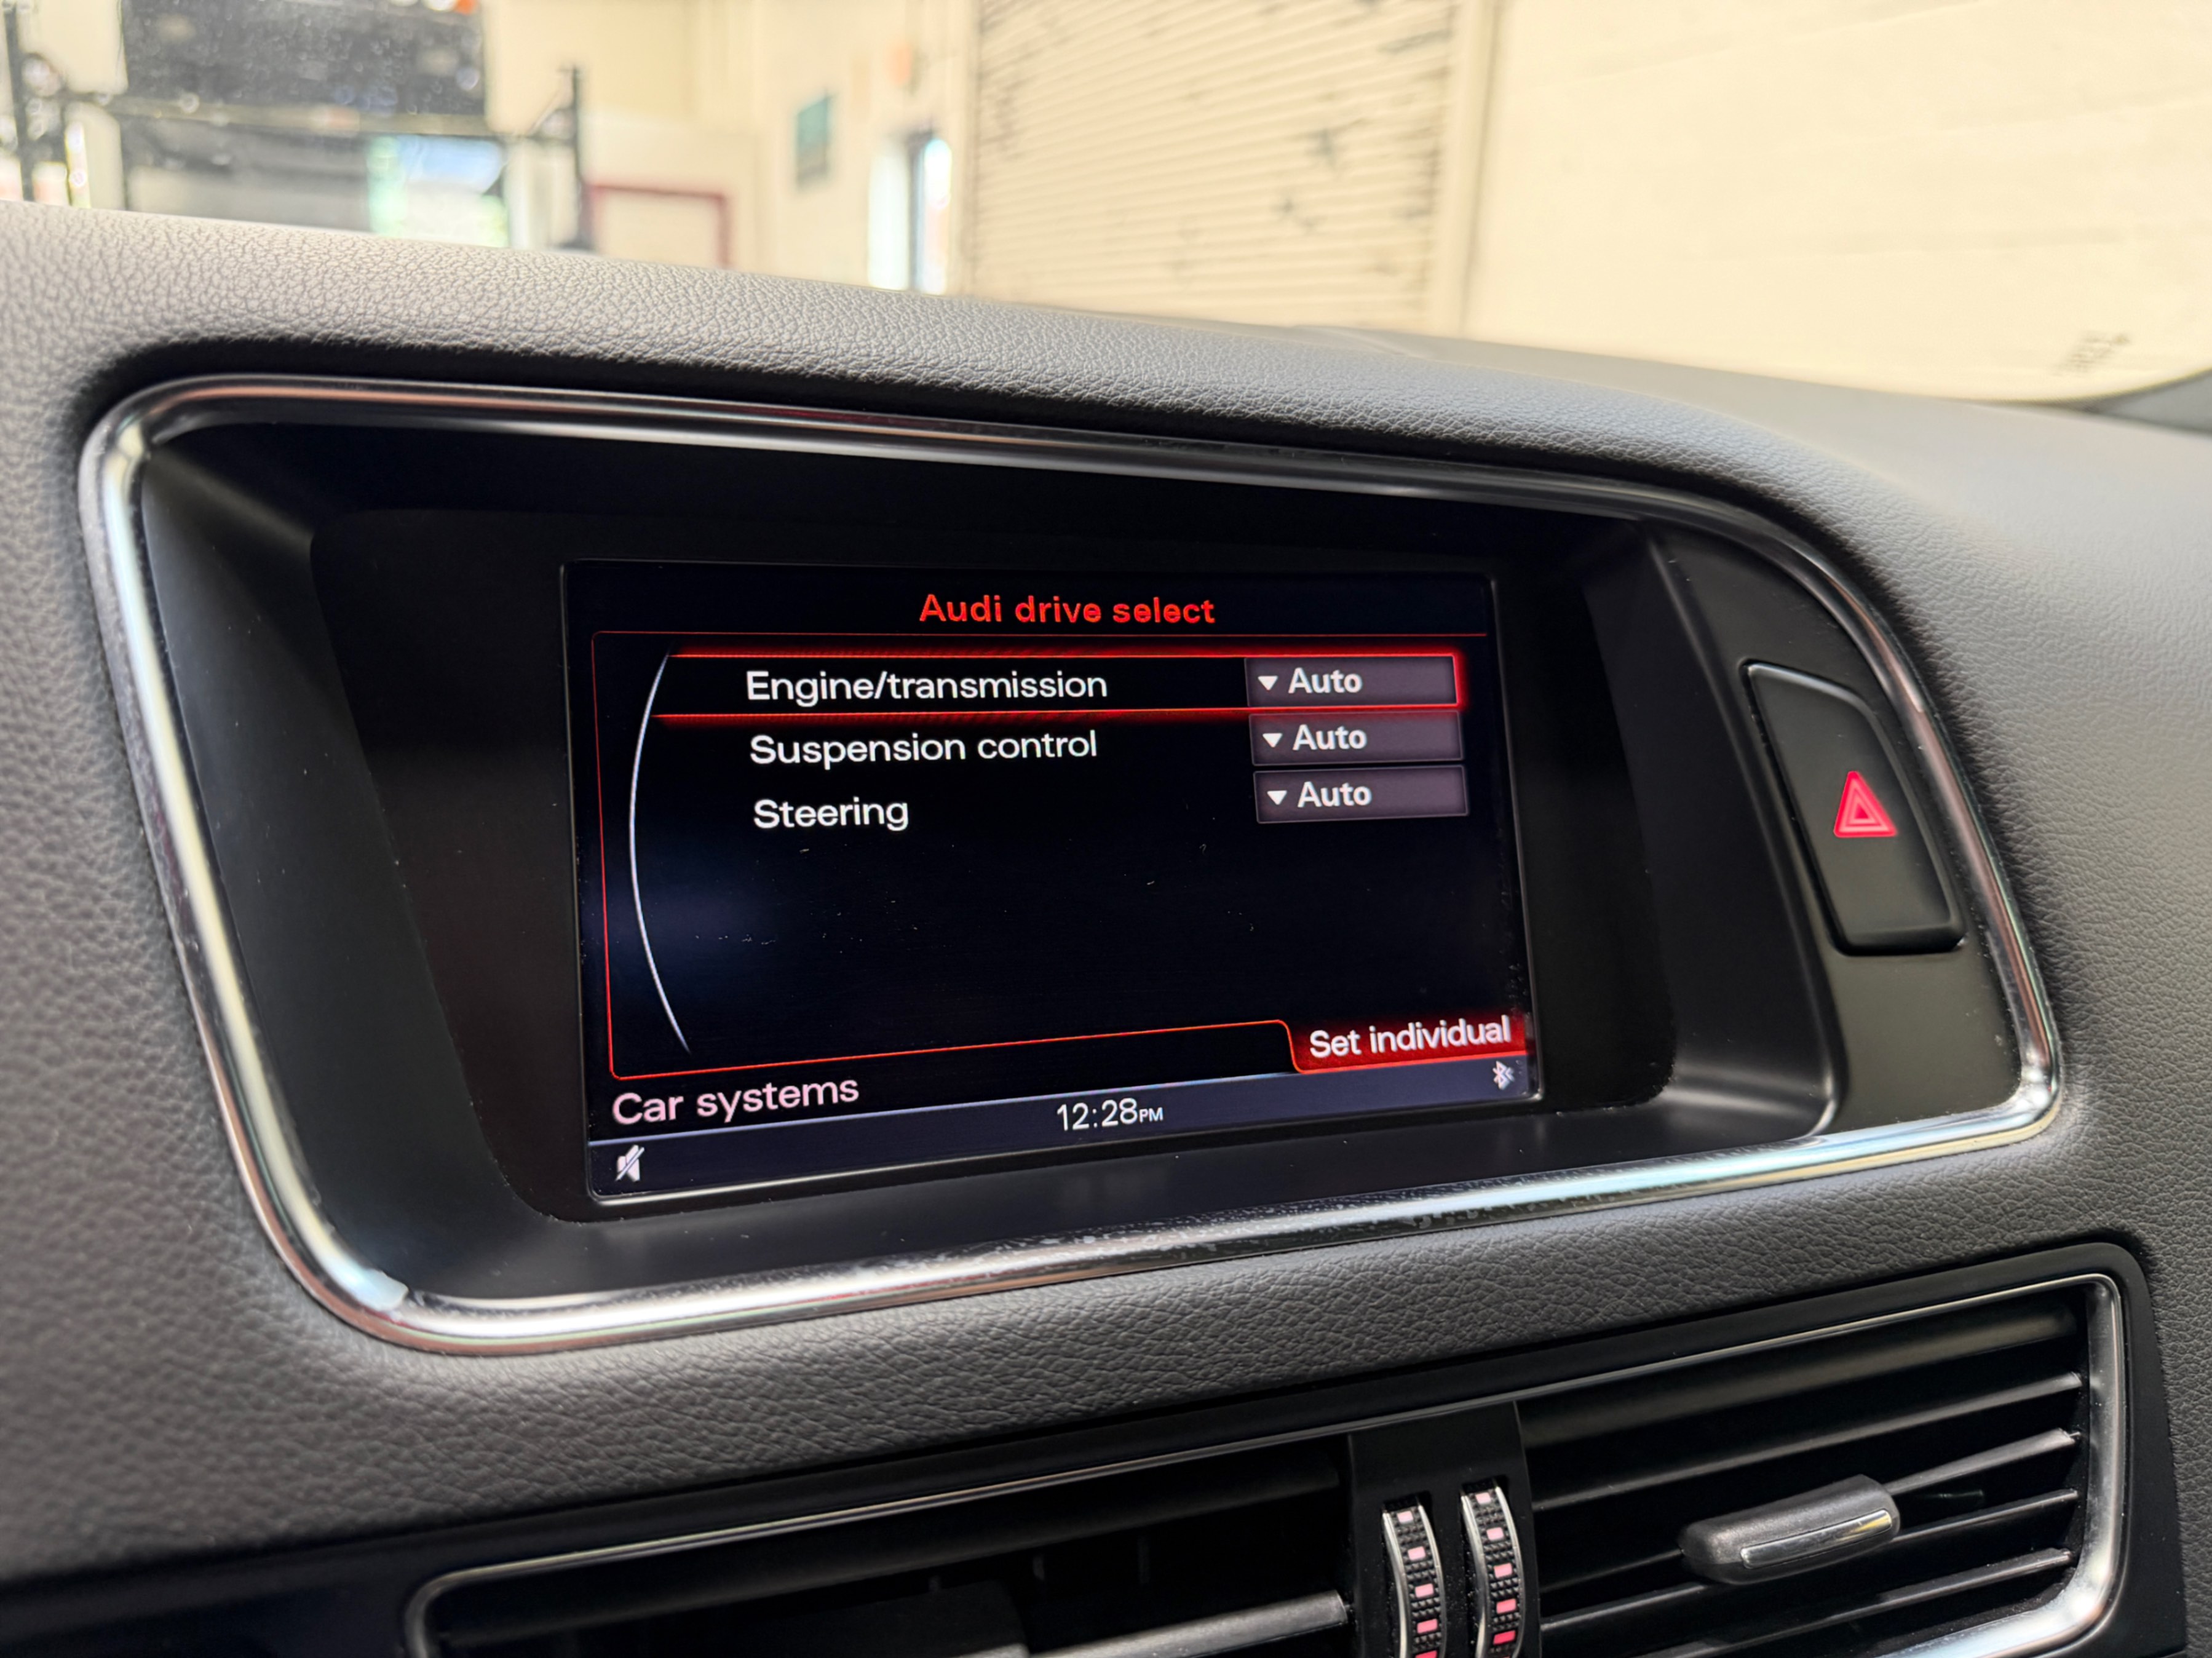 Audi drive select
Engine/transmission Auto
Suspension control Auto
Steering Auto
Set individual
Car systems
12:28PM